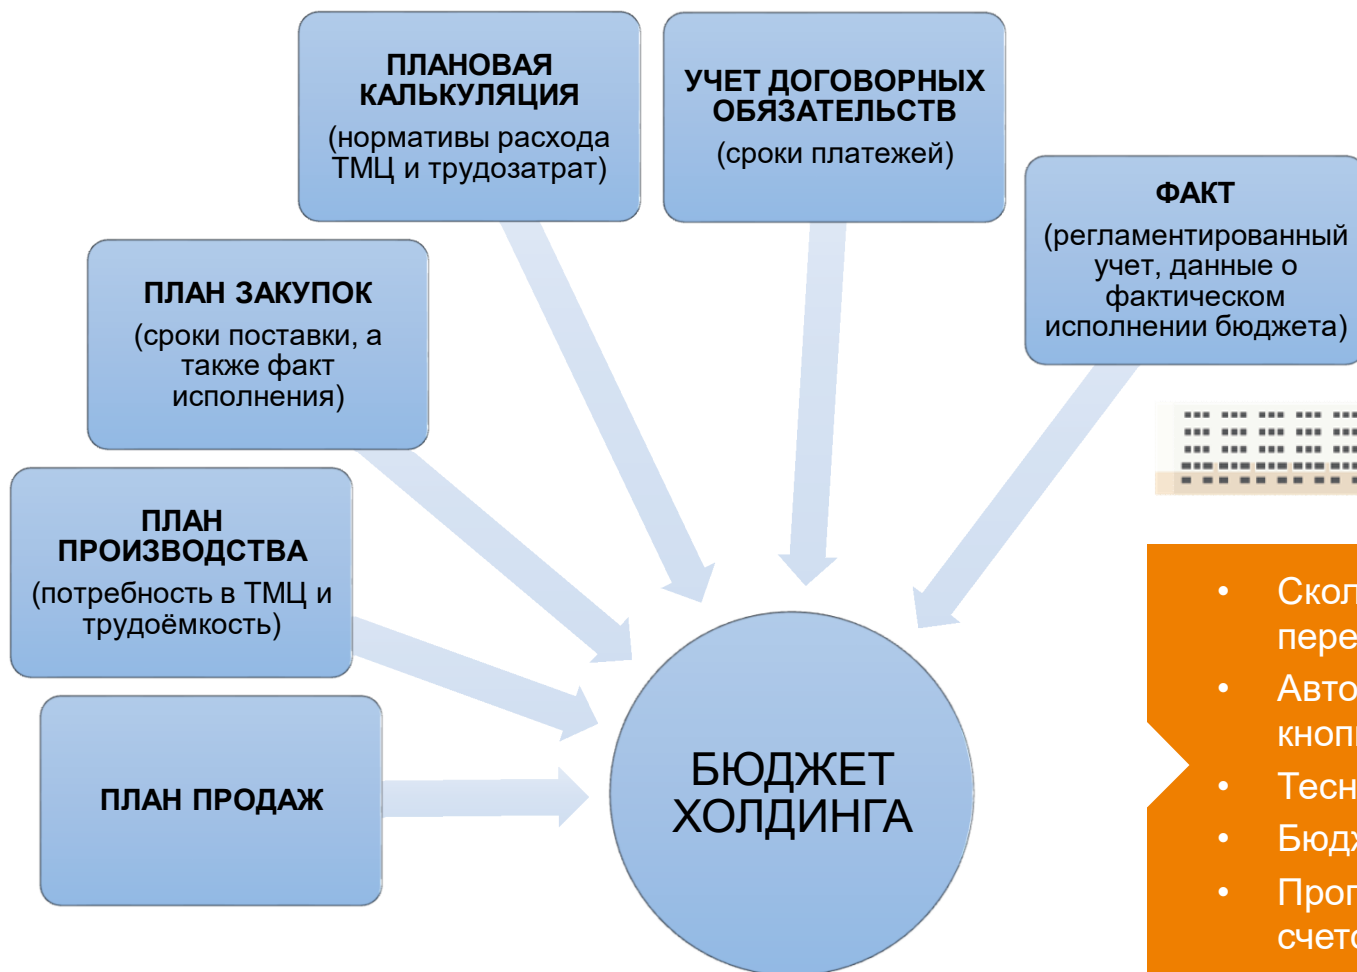 ПЛАНОВАЯ
КАЛЬКУЛЯЦИЯ
(нормативы расхода
ТМЦ и трудозатрат)
УЧЕТ ДОГОВОРНЫХ
ОБЯЗАТЕЛЬСТВ
(сроки платежей)
ФАКТ
(регламентированный
учет, данные о
фактическом
исполнении бюджета)
ПЛАН ЗАКУПОК
(сроки поставки, а
также факт
исполнения)
ПЛАН
ПРОИЗВОДСТВА
(потребность в ТМЦ и
трудоёмкость)
ПЛАН ПРОДАЖ
БЮДЖЕТ
ХОЛДИНГА